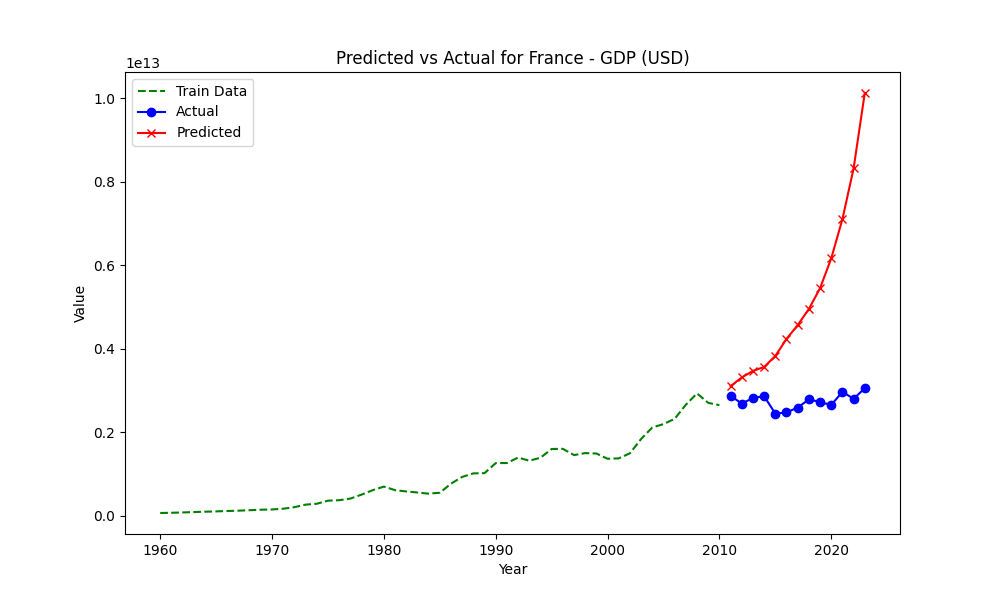 Predicted vs Actual for France - GDP (USD)
1e13
Train Data
Actual
Predicted
1.0
0.8
0.6
0.4
0.2
0.0
Value
1960
1970
1980
1990
2000
2010
2020
Year